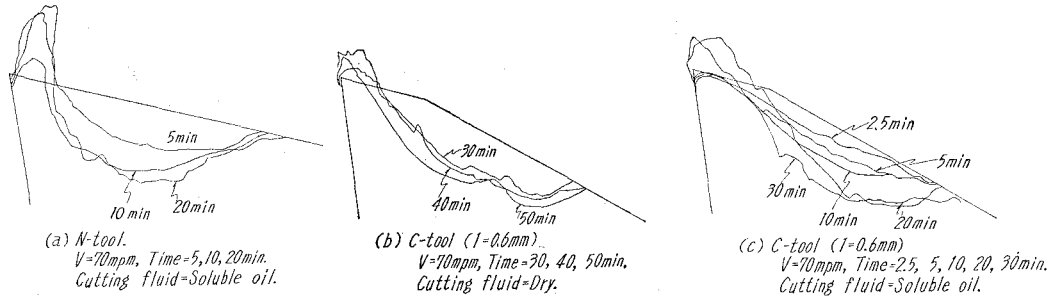 5min
10min
20min
(a) N-tool.
V=70mpm, Time=5,10,20min.
Cutting fluid=Soluble oil.
30min
40min
50min
(b) C-tool (l=0.6mm)
V=70mpm, Time=30, 40, 50min.
Cutting fluid=Dry.
2.5min
5min
30min
10min
20min
(c) C-tool (l=0.6mm)
V=70mpm, Time=2.5, 5, 10, 20, 30min.
Cutting fluid=Soluble oil.